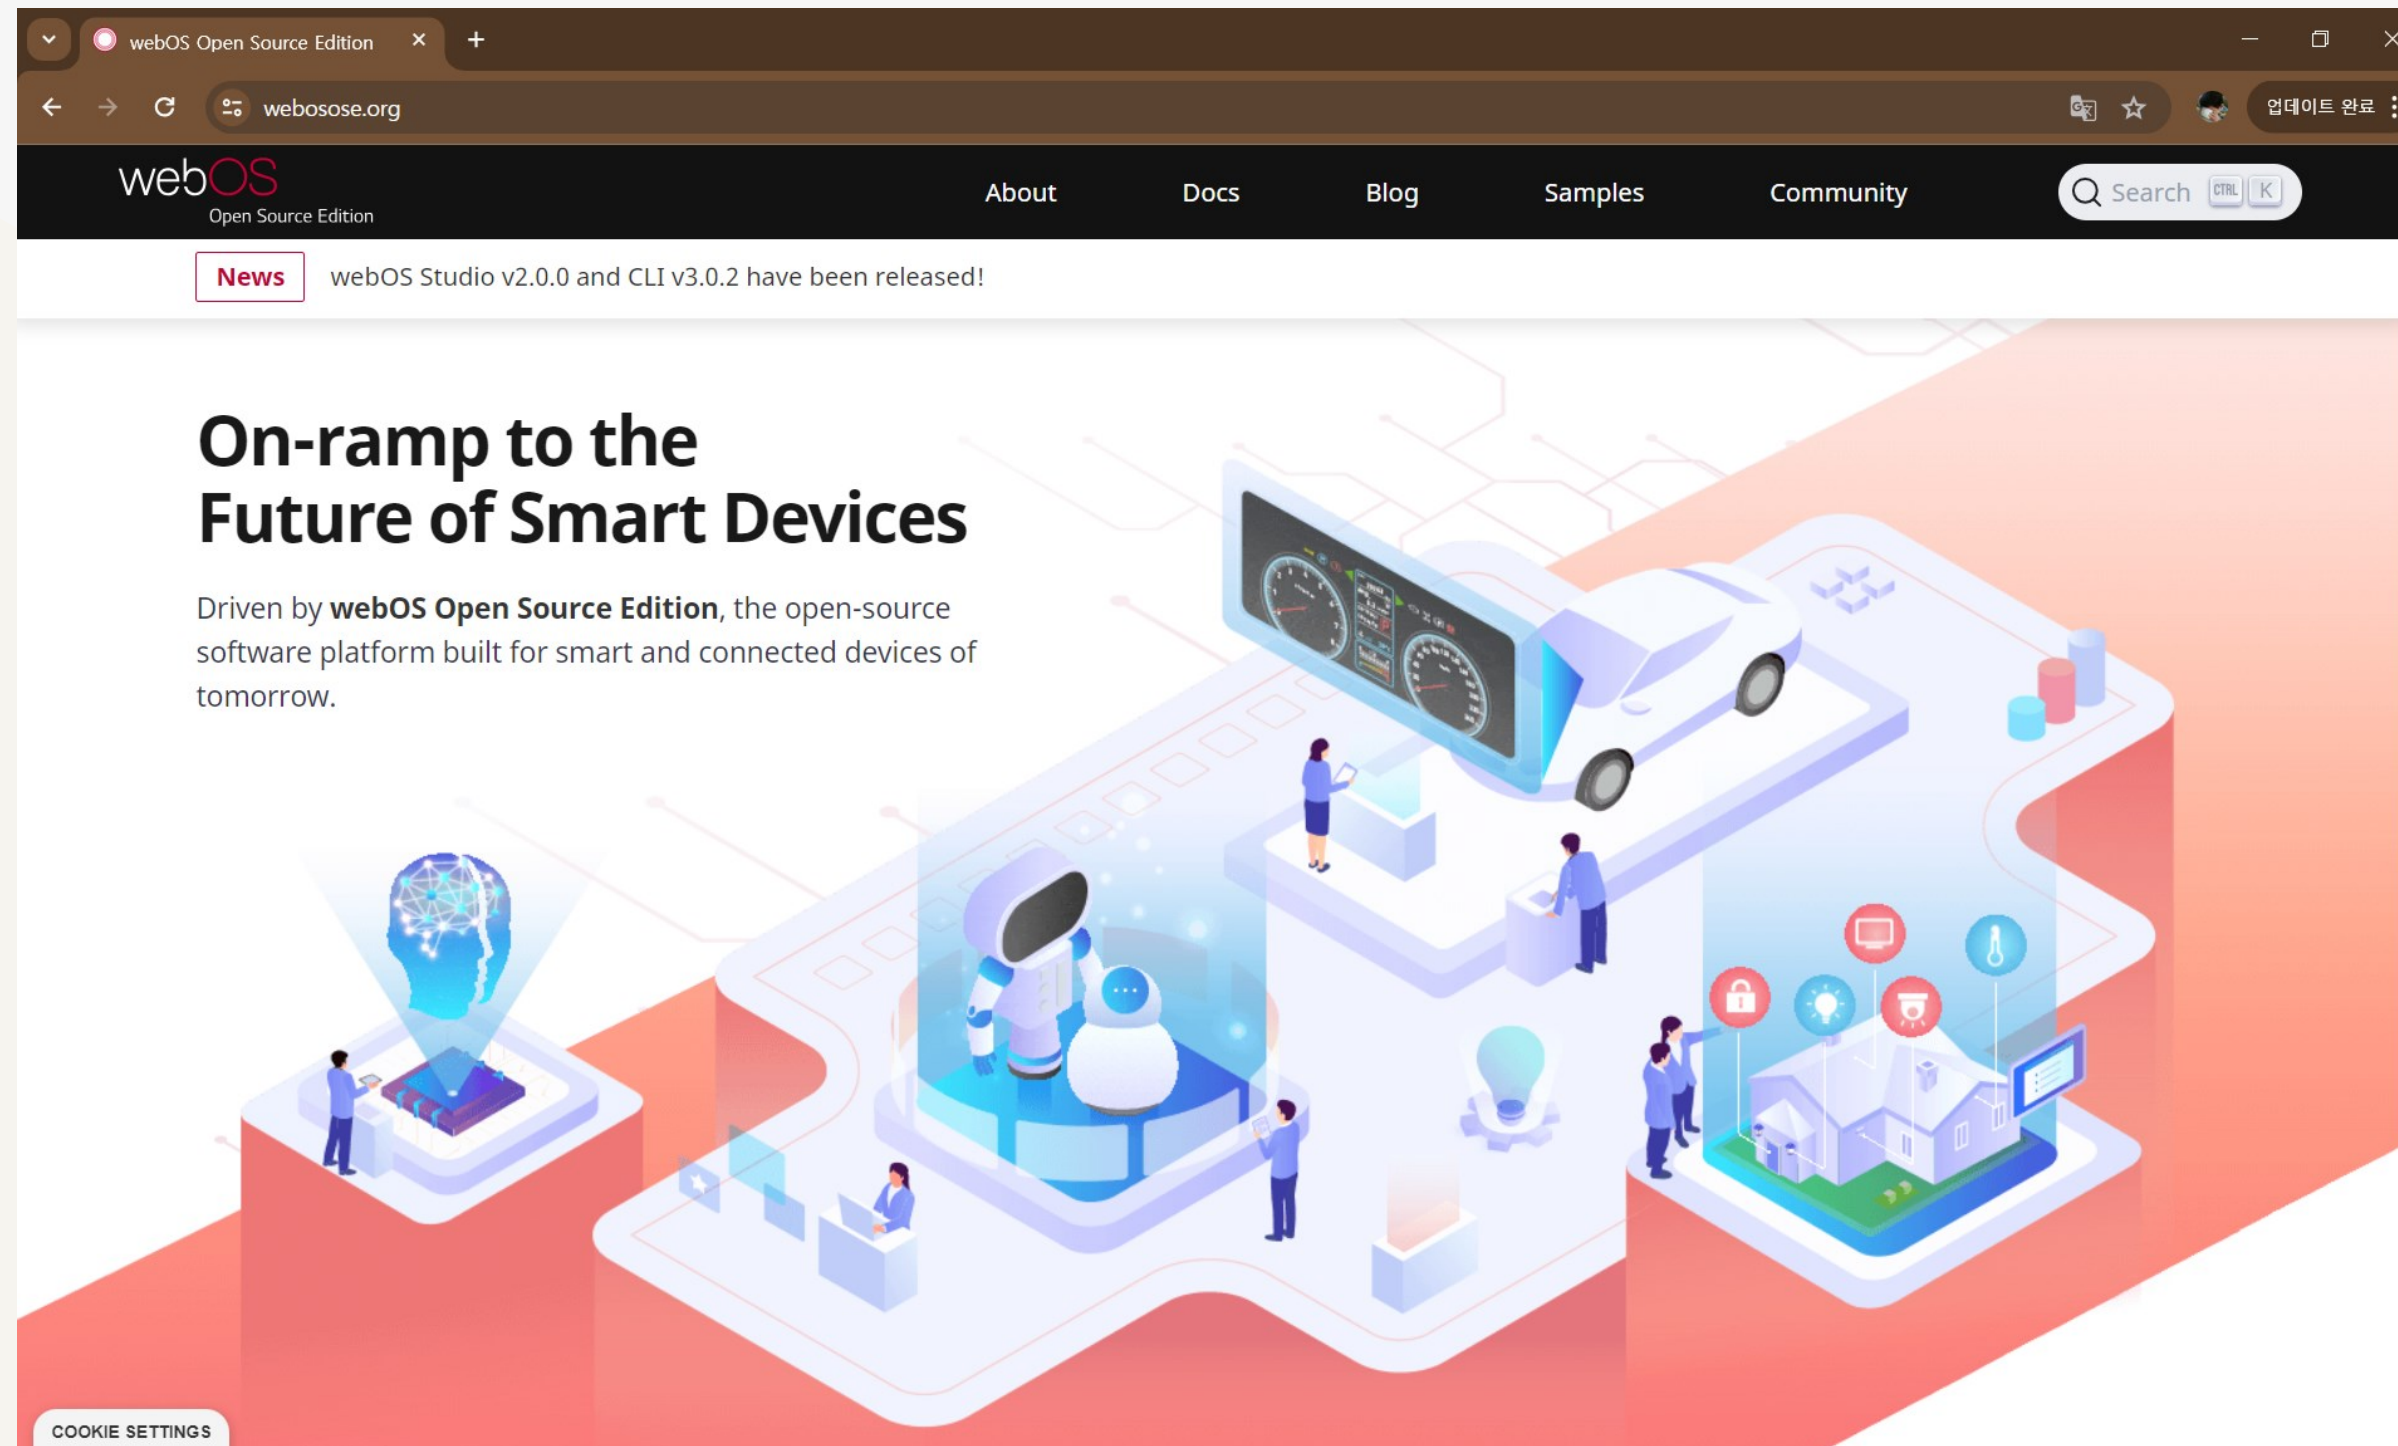 webOS Open Source Edition
webosose.org
업데이트 완료
webOS
Open Source Edition
About
Docs
Blog
Samples
Community
Search CTRL K
News
webOS Studio v2.0.0 and CLI v3.0.2 have been released!
On-ramp to the
Future of Smart Devices
Driven by webOS Open Source Edition, the open-source
software platform built for smart and connected devices of
tomorrow.
COOKIE SETTINGS